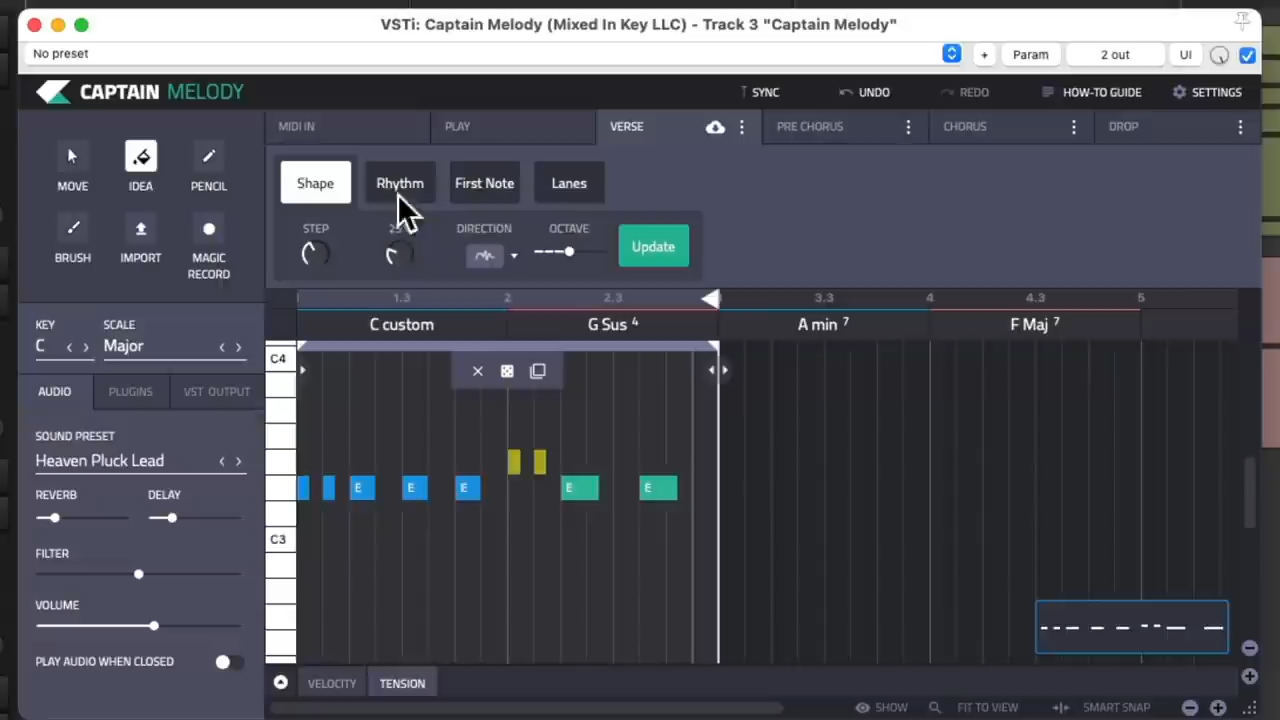 VSTi: Captain Melody (Mixed In Key LLC) - Track 3 "Captain Melody"
No preset
+
Param
2 out
UI
CAPTAIN MELODY
SYNC
UNDO
REDO
HOW-TO GUIDE
SETTINGS
MIDI IN
PLAY
VERSE
PRE CHORUS
CHORUS
DROP
MOVE
IDEA
PENCIL
BRUSH
IMPORT
MAGIC
RECORD
Shape
Rhythm
First Note
Lanes
STEP
DIRECTION
OCTAVE
Update
KEY
C
SCALE
Major
1.3
2
2.3
3.3
4
4.3
5
C custom
G Sus 4
A min 7
F Maj 7
C4
E
E
E
E
E
C3
AUDIO
PLUGINS
VST OUTPUT
SOUND PRESET
Heaven Pluck Lead
REVERB
DELAY
FILTER
VOLUME
PLAY AUDIO WHEN CLOSED
VELOCITY
TENSION
SHOW
FIT TO VIEW
SMART SNAP